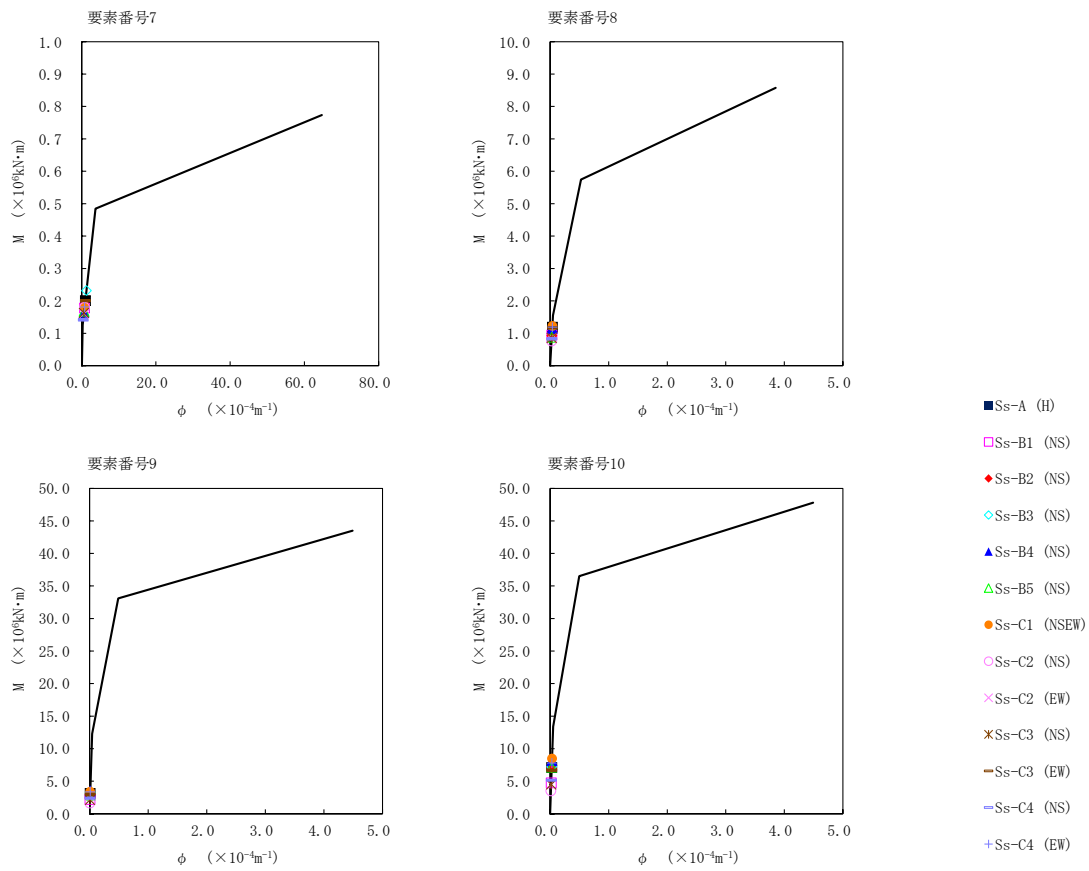 要素番号7
1.0
0.9
0.8
0.7
0.6
0.5
0.4
0.3
0.2
0.1
0.0
M (×10⁶kN・m)
0.0 20.0 40.0 60.0 80.0
φ (×10⁻⁴m⁻¹)
要素番号8
10.0
9.0
8.0
7.0
6.0
5.0
4.0
3.0
2.0
1.0
0.0
M (×10⁶kN・m)
0.0 1.0 2.0 3.0 4.0 5.0
φ (×10⁻⁴m⁻¹)
要素番号9
50.0
45.0
40.0
35.0
30.0
25.0
20.0
15.0
10.0
5.0
0.0
M (×10⁶kN・m)
0.0 1.0 2.0 3.0 4.0 5.0
φ (×10⁻⁴m⁻¹)
要素番号10
50.0
45.0
40.0
35.0
30.0
25.0
20.0
15.0
10.0
5.0
0.0
M (×10⁶kN・m)
0.0 1.0 2.0 3.0 4.0 5.0
φ (×10⁻⁴m⁻¹)
Ss-A (H)
Ss-B1 (NS)
Ss-B2 (NS)
Ss-B3 (NS)
Ss-B4 (NS)
Ss-B5 (NS)
Ss-C1 (NSEW)
Ss-C2 (NS)
Ss-C2 (EW)
Ss-C3 (NS)
Ss-C3 (EW)
Ss-C4 (NS)
Ss-C4 (EW)